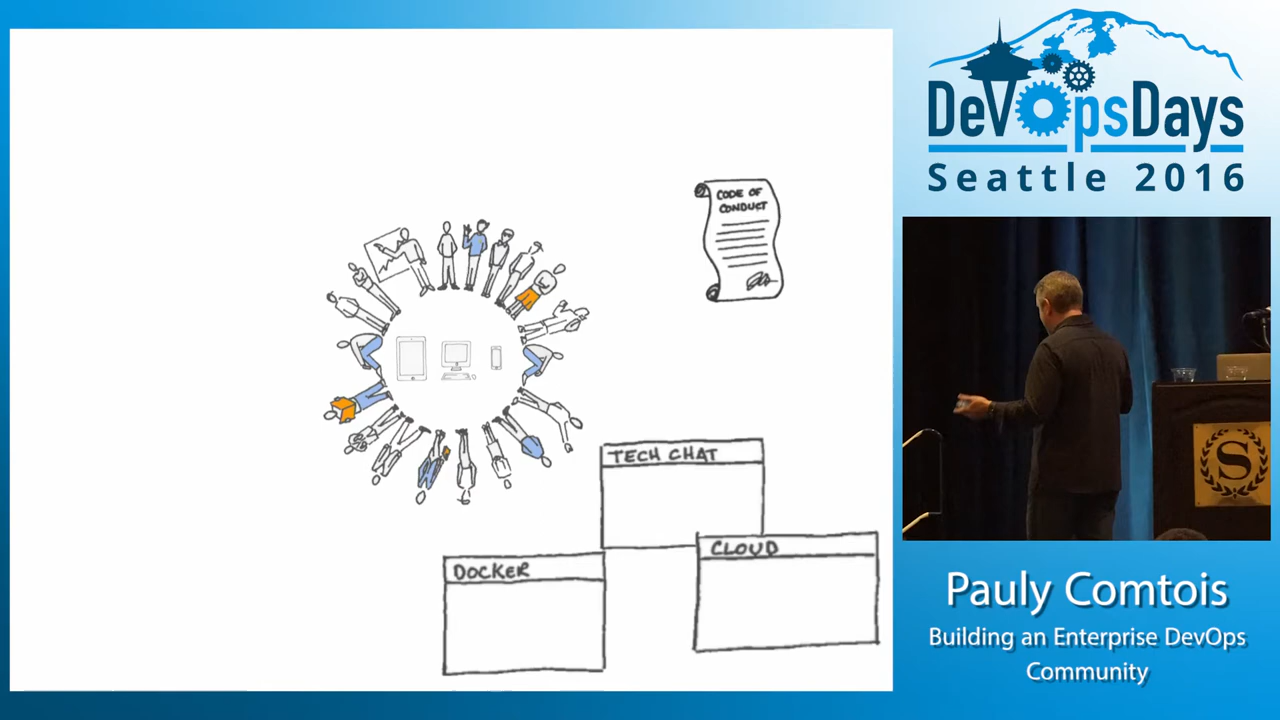 CODE OF
CONDUCT
TECH CHAT
CLOUD
DOCKER
DevOpsDays
Seattle 2016
S
Pauly Comtois
Building an Enterprise DevOps
Community